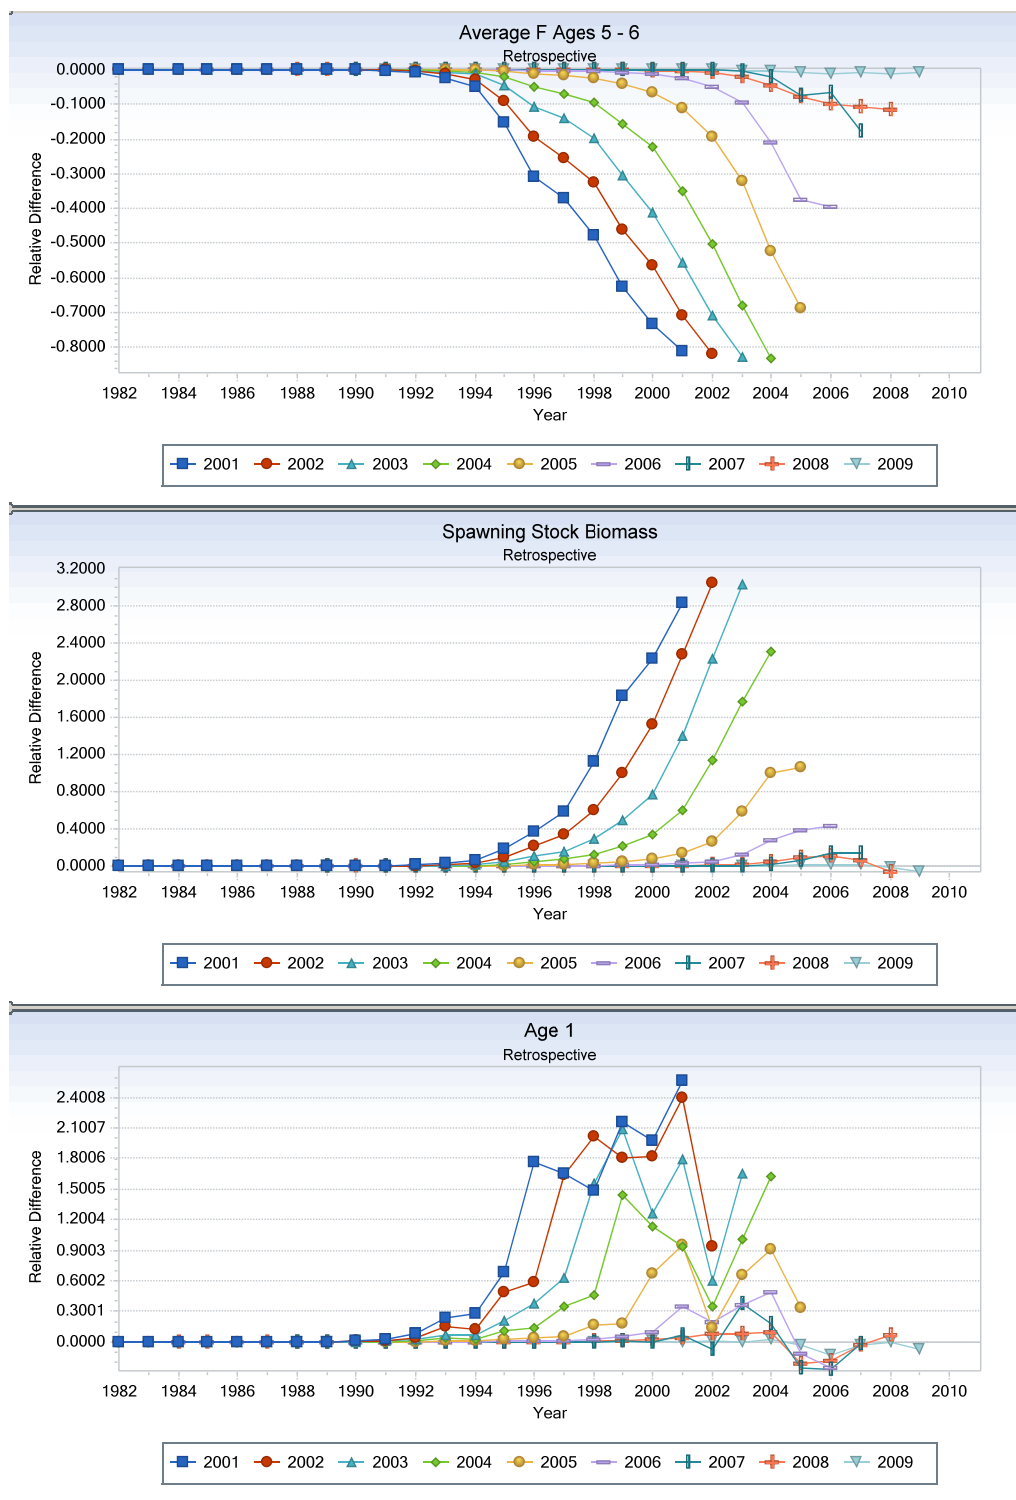 Average F Ages 5 - 6
Retrospective
0.0000
-0.1000
-0.2000
-0.3000
-0.4000
-0.5000
-0.6000
-0.7000
-0.8000
Relative Difference
1982 1984 1986 1988 1990 1992 1994 1996 1998 2000 2002 2004 2006 2008 2010
Year
2001 2002 2003 2004 2005 2006 2007 2008 2009
Spawning Stock Biomass
Retrospective
3.2000
2.8000
2.4000
2.0000
1.6000
1.2000
0.8000
0.4000
0.0000
Relative Difference
1982 1984 1986 1988 1990 1992 1994 1996 1998 2000 2002 2004 2006 2008 2010
Year
2001 2002 2003 2004 2005 2006 2007 2008 2009
Age 1
Retrospective
2.4008
2.1007
1.8006
1.5005
1.2004
0.9003
0.6002
0.3001
0.0000
Relative Difference
1982 1984 1986 1988 1990 1992 1994 1996 1998 2000 2002 2004 2006 2008 2010
Year
2001 2002 2003 2004 2005 2006 2007 2008 2009